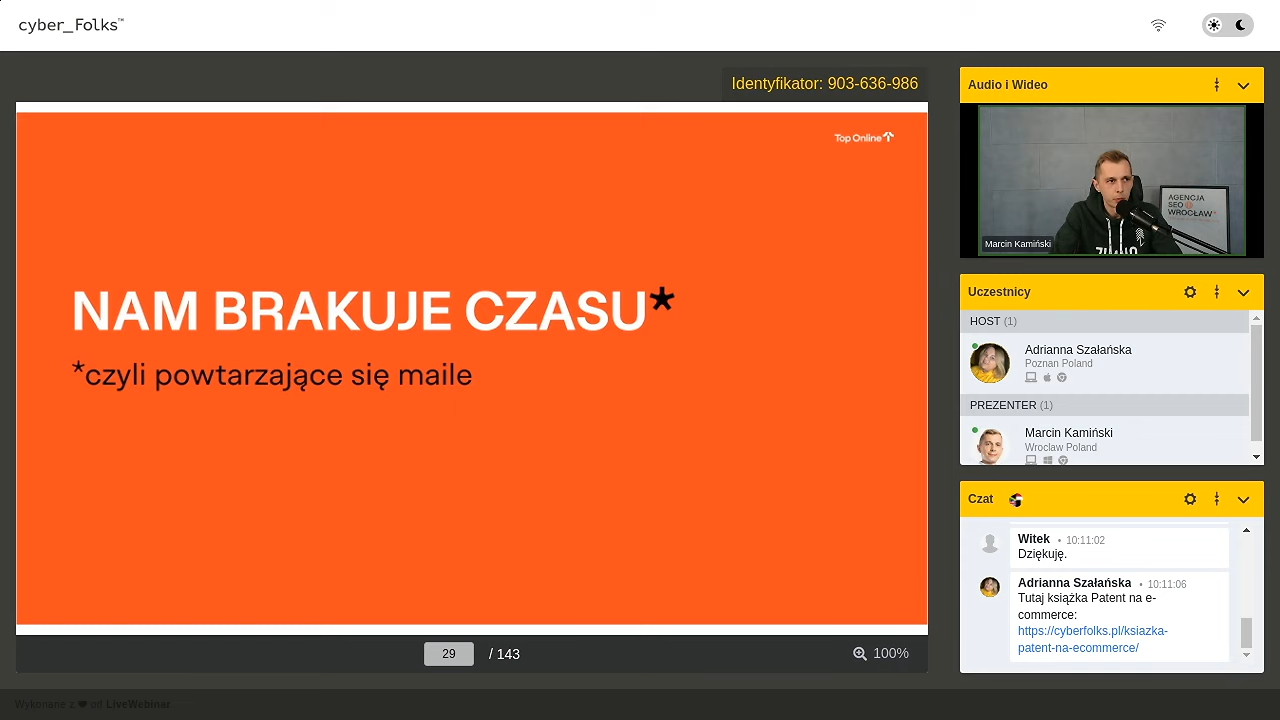 cyber_Folks™
Identyfikator: 903-636-986
Top Online
NAM BRAKUJE CZASU*
*czyli powtarzające się maile
29 / 143
100%
Wykonane z ❤ od LiveWebinar
Audio i Wideo
AGENCJA
SEO
WROCŁAW
Marcin Kamiński
Uczestnicy
HOST (1)
Adrianna Szałańska
Poznan Poland
PREZENTER (1)
Marcin Kamiński
Wroclaw Poland
Czat
Witek • 10:11:02
Dziękuję.
Adrianna Szałańska • 10:11:06
Tutaj książka Patent na e-
commerce:
https://cyberfolks.pl/ksiazka-
patent-na-ecommerce/